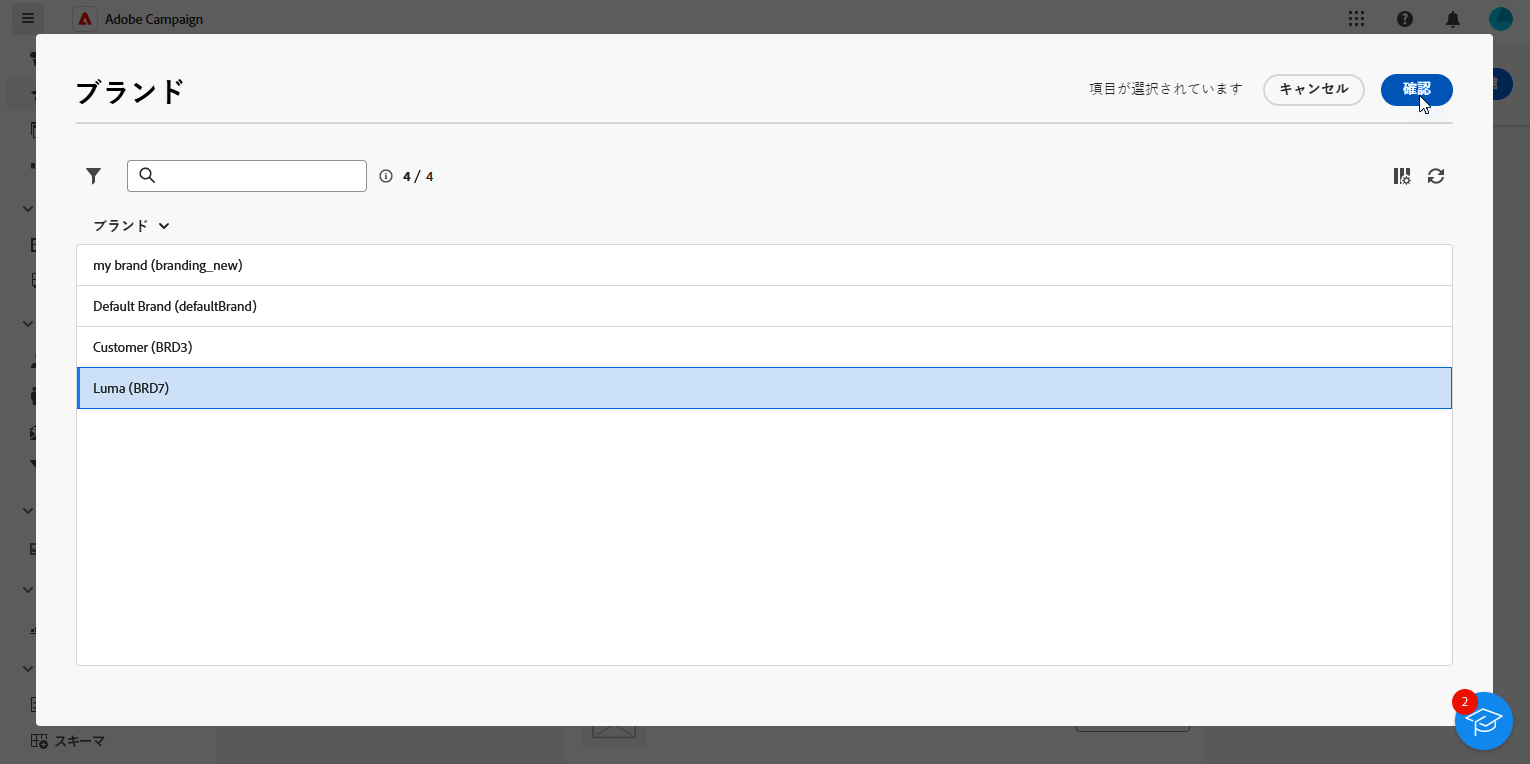 Adobe Campaign
ブランド
項目が選択されています
キャンセル
確認
4 / 4
ブランド
my brand (branding_new)
Default Brand (defaultBrand)
Customer (BRD3)
Luma (BRD7)
2
スキーマ